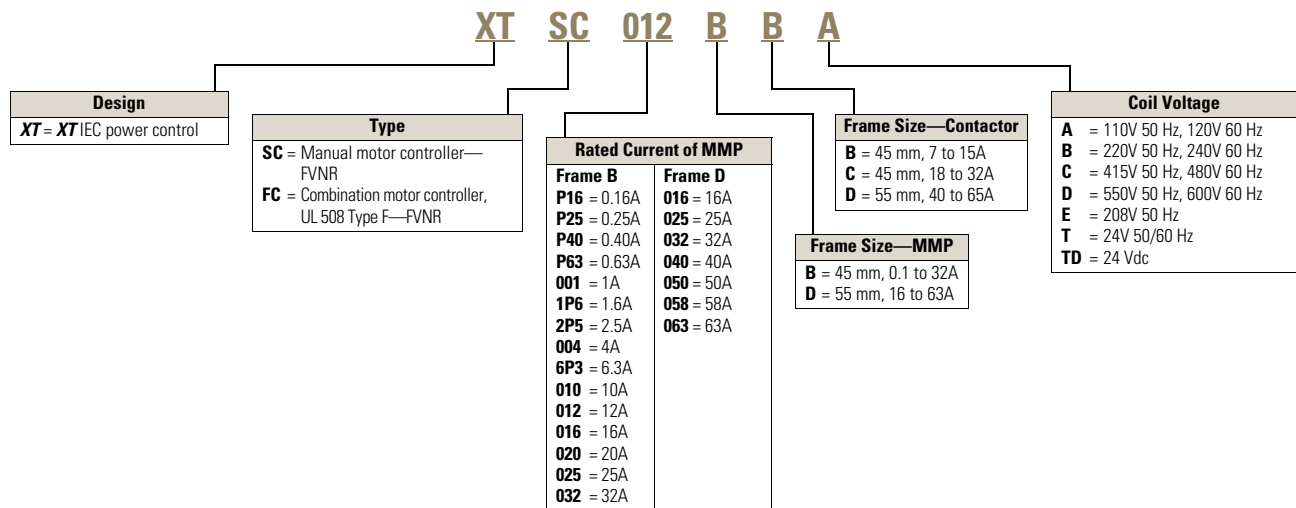 XT SC 012 B B A
Design
XT = XT IEC power control
Type
SC = Manual motor controller—
FVNR
FC = Combination motor controller,
UL 508 Type F—FVNR
Rated Current of MMP
Frame B
P16 = 0.16A
P25 = 0.25A
P40 = 0.40A
P63 = 0.63A
001 = 1A
1P6 = 1.6A
2P5 = 2.5A
004 = 4A
6P3 = 6.3A
010 = 10A
012 = 12A
016 = 16A
020 = 20A
025 = 25A
032 = 32A
Frame D
016 = 16A
025 = 25A
032 = 32A
040 = 40A
050 = 50A
058 = 58A
063 = 63A
Frame Size—MMP
B = 45 mm, 0.1 to 32A
D = 55 mm, 16 to 63A
Frame Size—Contactor
B = 45 mm, 7 to 15A
C = 45 mm, 18 to 32A
D = 55 mm, 40 to 65A
Coil Voltage
A = 110V 50 Hz, 120V 60 Hz
B = 220V 50 Hz, 240V 60 Hz
C = 415V 50 Hz, 480V 60 Hz
D = 550V 50 Hz, 600V 60 Hz
E = 208V 50 Hz
T = 24V 50/60 Hz
TD = 24 Vdc